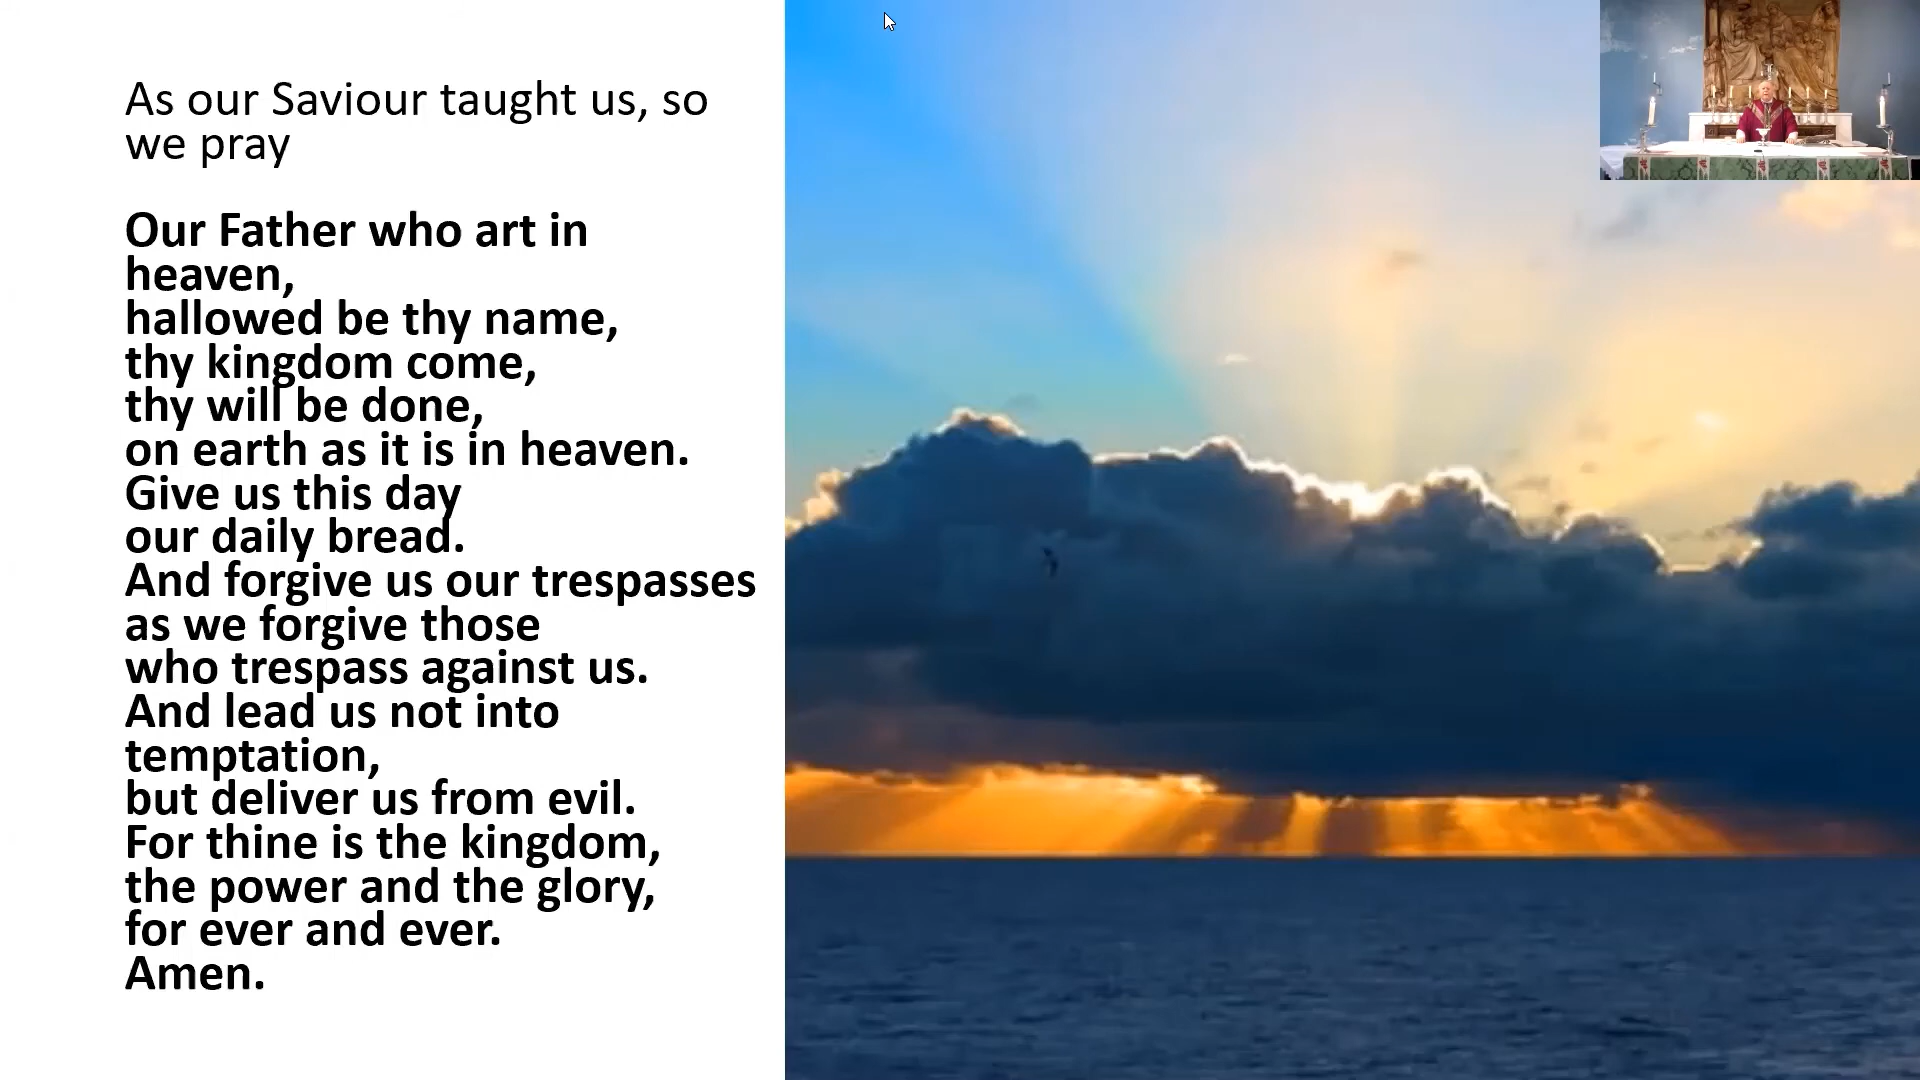 As our Saviour taught us, so
we pray
Our Father who art in
heaven,
hallowed be thy name,
thy kingdom come,
thy will be done,
on earth as it is in heaven.
Give us this day
our daily bread.
And forgive us our trespasses
as we forgive those
who trespass against us.
And lead us not into
temptation,
but deliver us from evil.
For thine is the kingdom,
the power and the glory,
for ever and ever.
Amen.